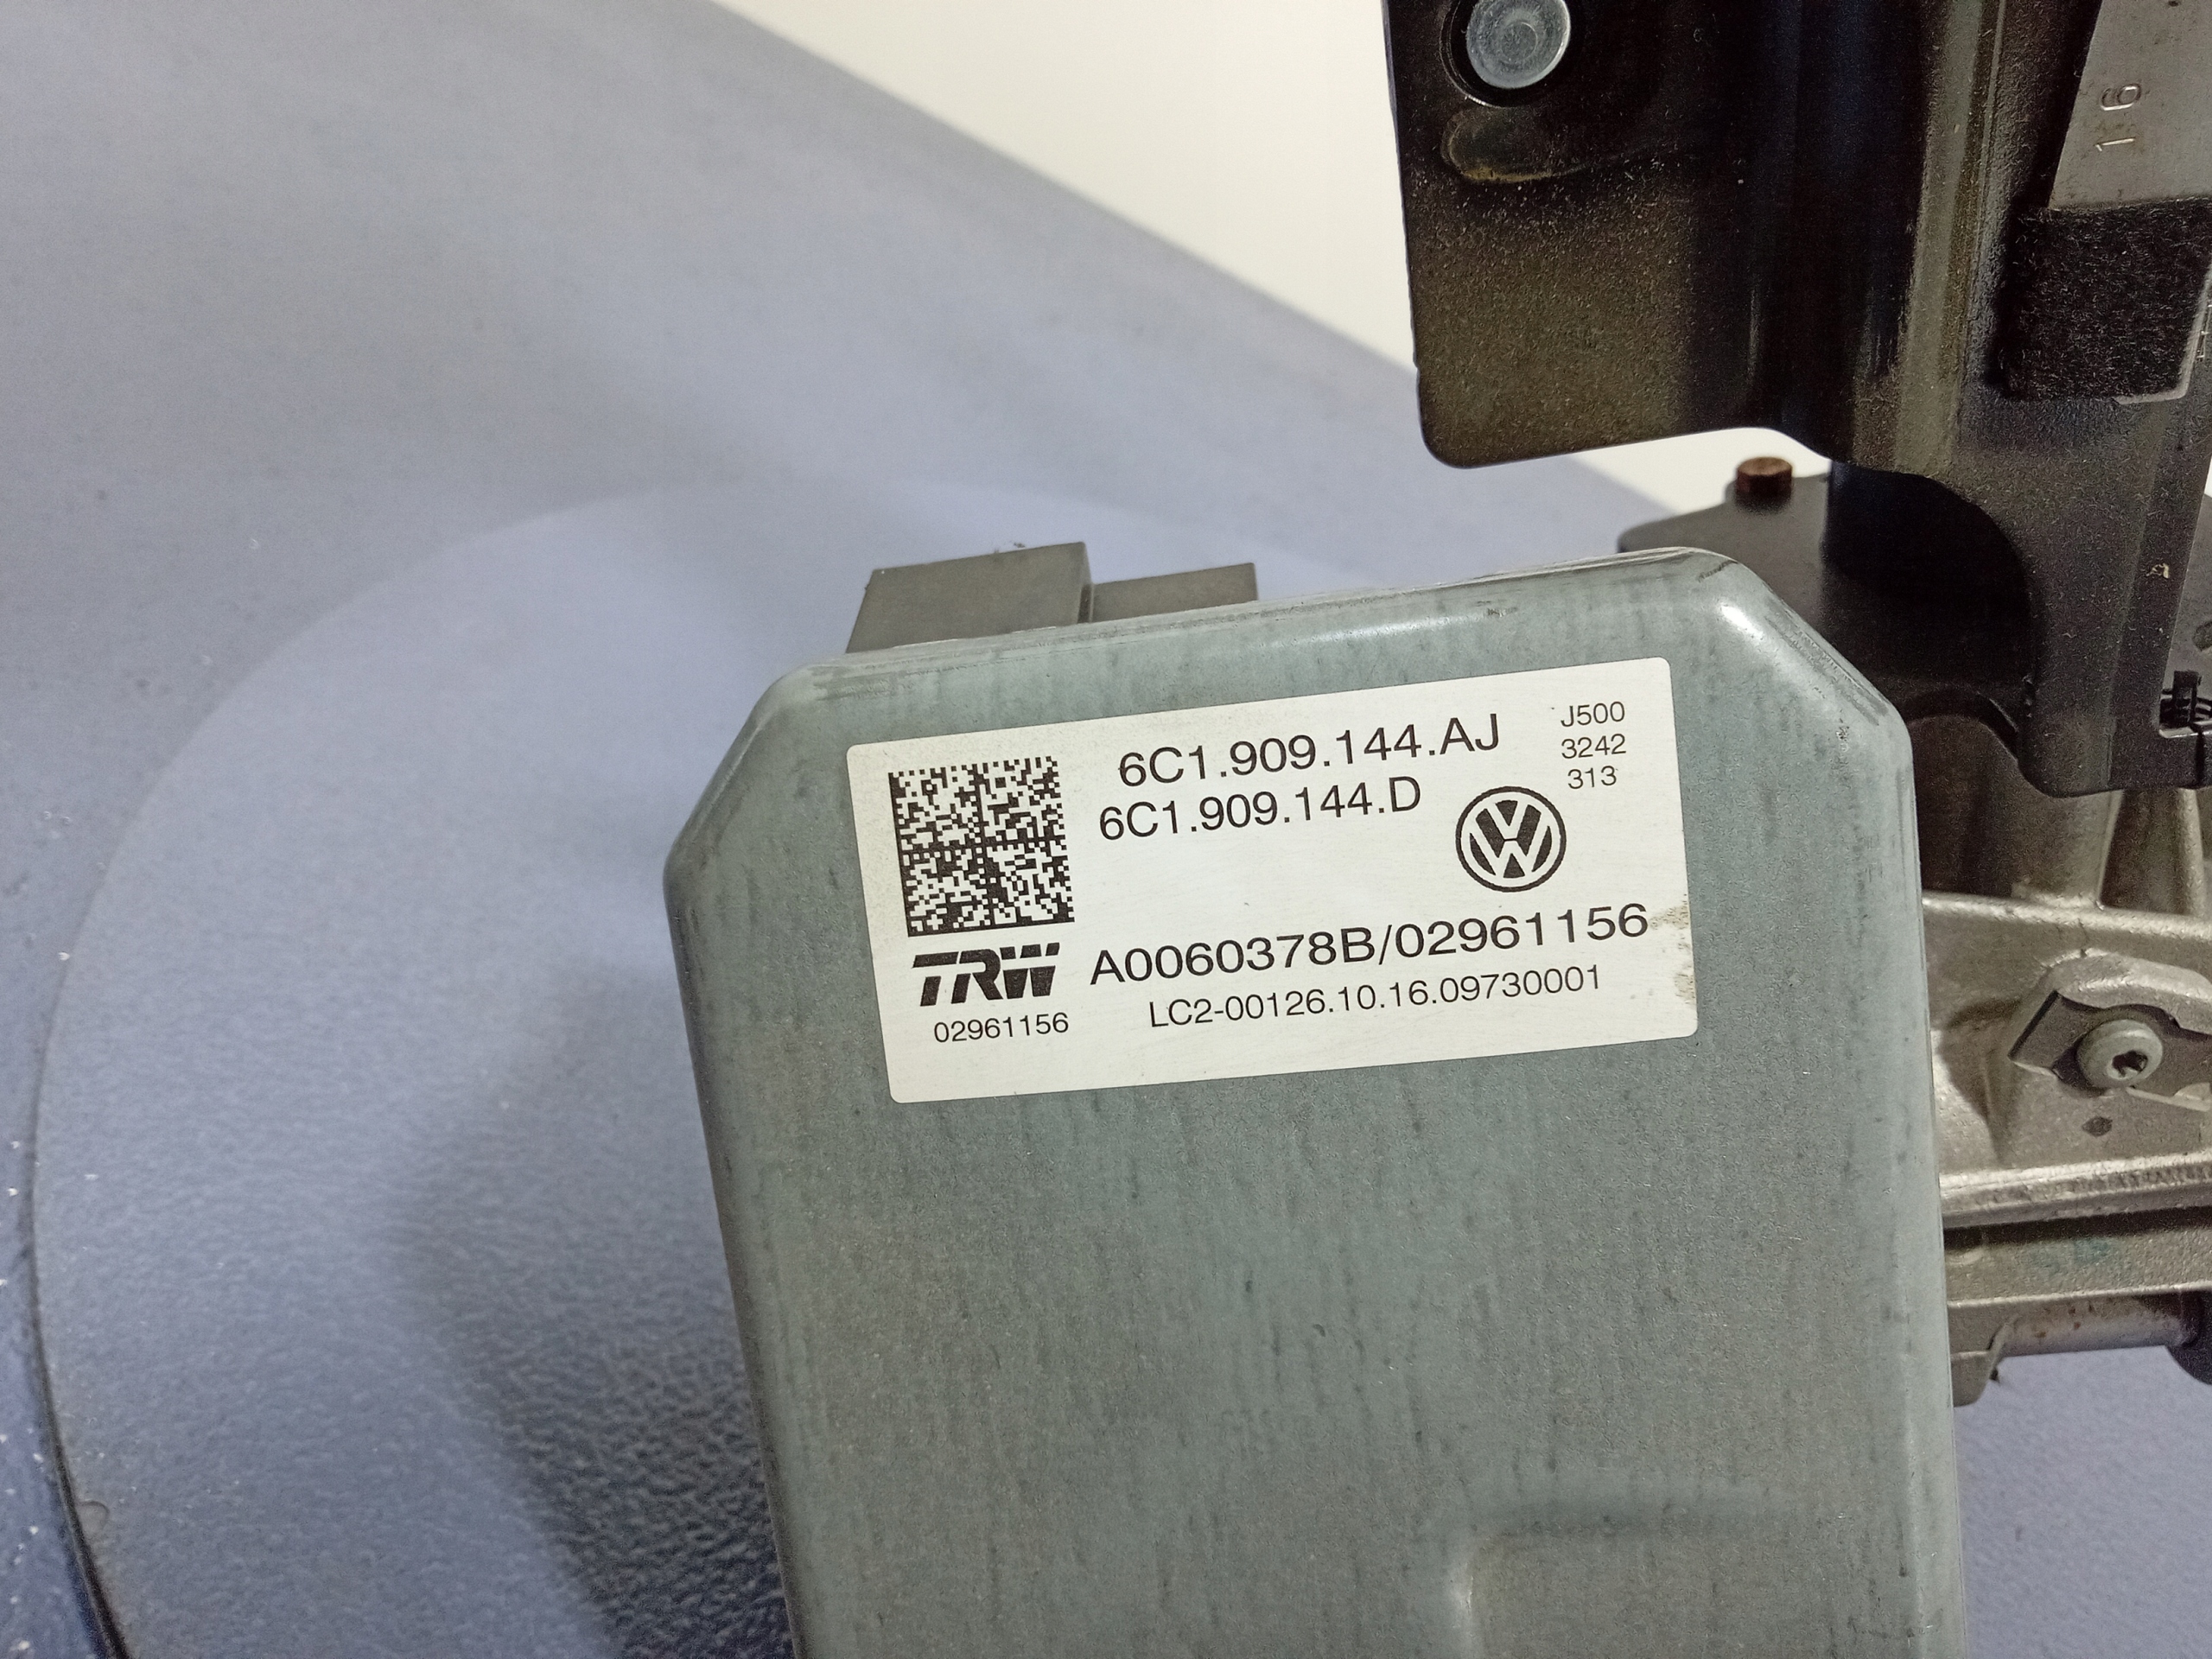 16
6C1.909.144.AJ
6C1.909.144.D
J500
3242
313
TRW
02961156
A0060378B/02961156
LC2-00126.10.16.09730001